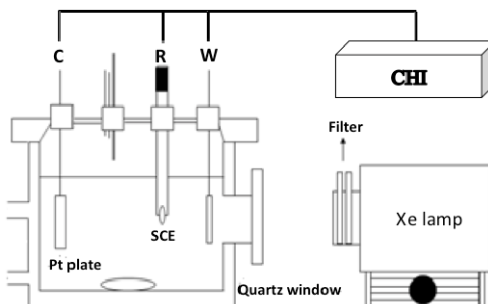 C R W
CHI
Filter
Xe lamp
SCE
Pt plate
Quartz window